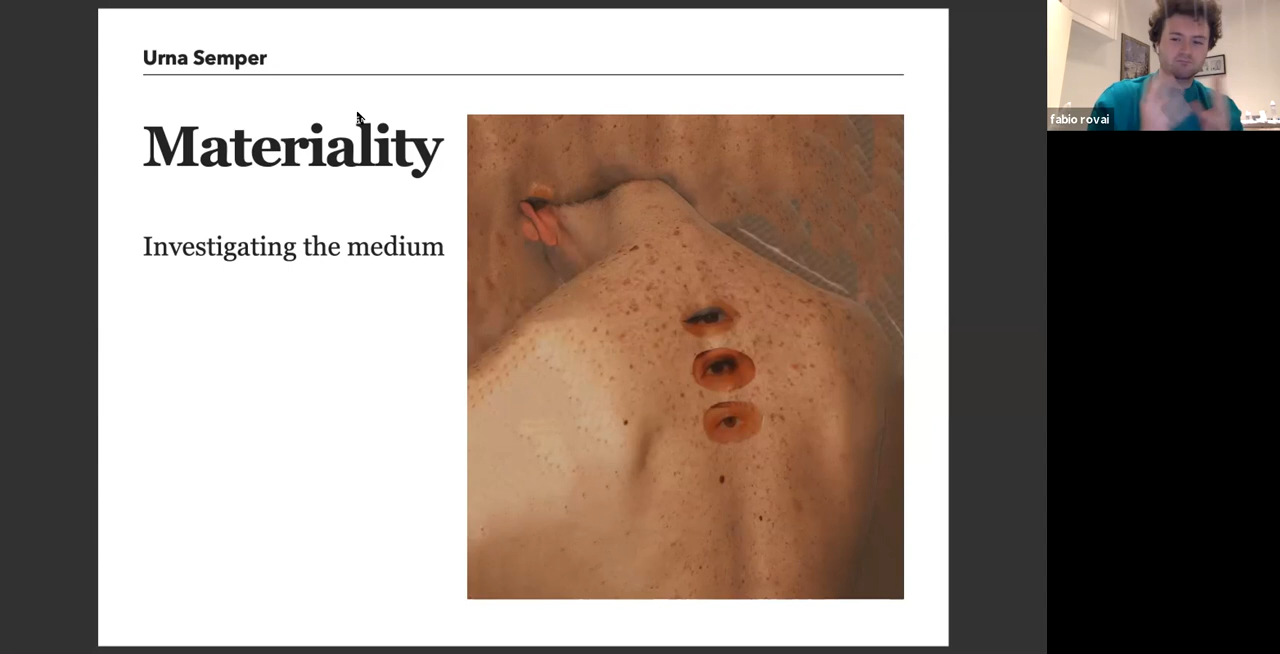 Urna Semper
Materiality
Investigating the medium
fabio rovai